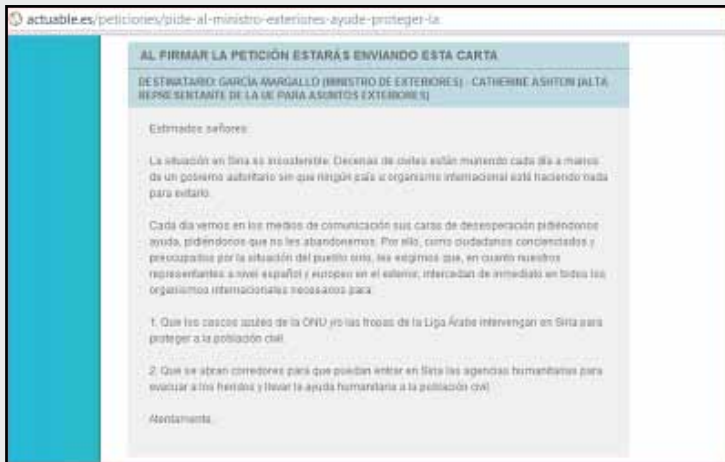 actuable.es/peticiones/pide-al-ministro-exteriores-ayude-proteger-la
AL FIRMAR LA PETICIÓN ESTARÁS ENVIANDO ESTA CARTA
DESTINATARIO: GARCÍA MARGALLO (MINISTRO DE EXTERIORES) - CATHERINE ASHTON (ALTA
REPRESENTANTE DE LA UE PARA ASUNTOS EXTERIORES)
Estimados señores:
La situación en Siria es insostenible. Decenas de civiles están muriendo cada día a manos
de un gobierno autoritario sin que ningún país u organismo internacional esté haciendo nada
para evitarlo.
Cada día vemos en los medios de comunicación sus caras de desesperación pidiéndonos
ayuda, pidiéndonos que no les abandonemos. Por ello, como ciudadanos concienciados y
preocupados por la situación del pueblo sirio, les exigimos que, en cuanto nuestros
representantes a nivel español y europeo en el exterior, intercedan de inmediato en todos los
organismos internacionales necesarios para:
1. Que los cascos azules de la ONU y/o las tropas de la Liga Árabe intervengan en Siria para
proteger a la población civil.
2. Que se abran corredores para que puedan entrar en Siria las agencias humanitarias para
evacuar a los heridos y llevar la ayuda humanitaria a la población civil.
Atentamente,